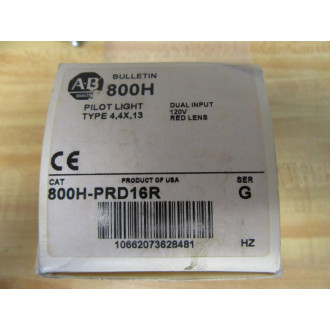 A-B
QUALITY
BULLETIN
800H
PILOT LIGHT
TYPE 4,4X,13
DUAL INPUT
120V
RED LENS
CE
CAT
PRODUCT OF USA
SER
800H-PRD16R
G
10662073628481
HZ